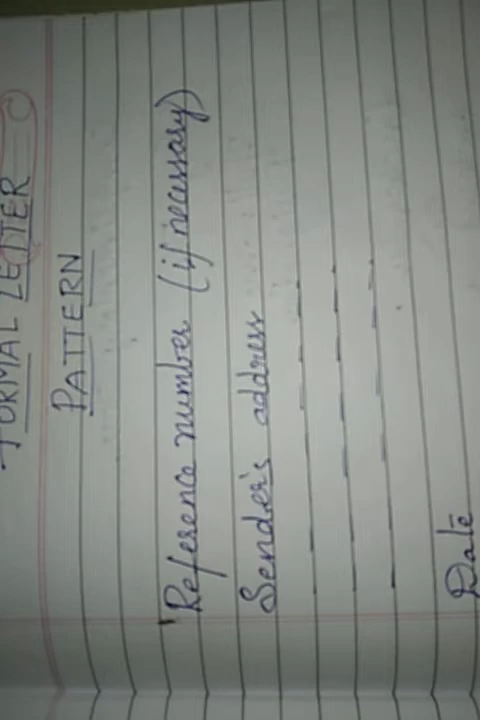 FORMAL LETTER
PATTERN
Reference number (if necessary)
Sender's address
Date